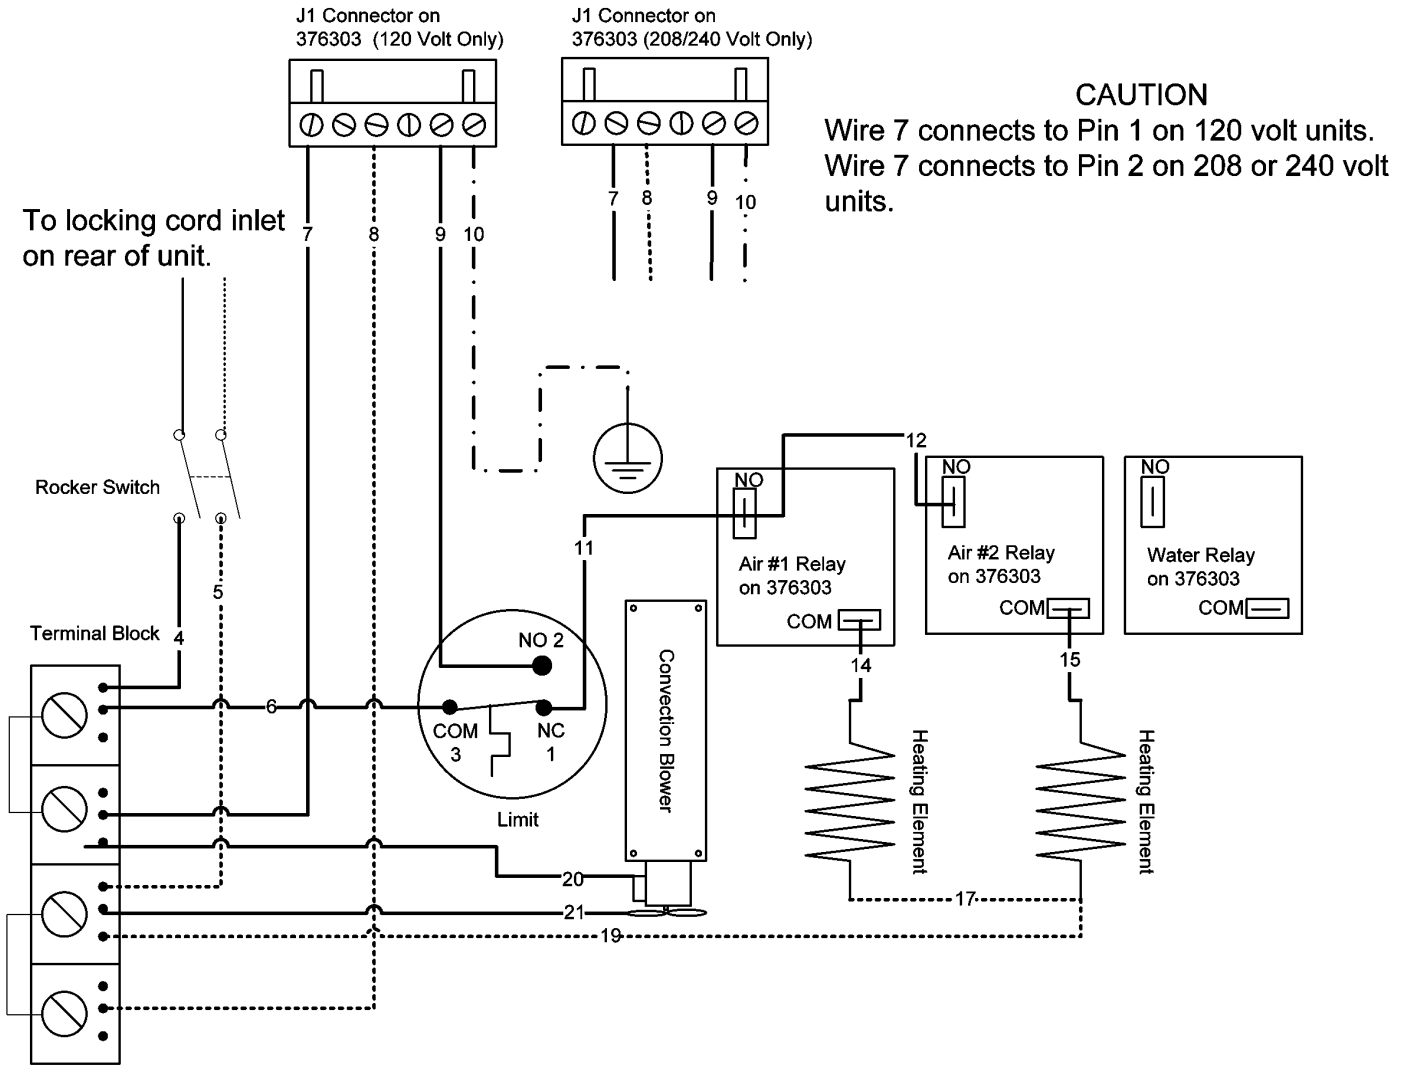 J1 Connector on
376303  (120 Volt Only)
J1 Connector on
376303 (208/240 Volt Only)
CAUTION
Wire 7 connects to Pin 1 on 120 volt units.
Wire 7 connects to Pin 2 on 208 or 240 volt
units.
To locking cord inlet
on rear of unit.
7
8
9
10
7
8
9
10
Rocker Switch
5
4
Terminal Block
6
NO 2
COM
3
NC
1
Limit
11
Convection Blower
12
NO
Air #1 Relay
on 376303
COM
14
NO
Air #2 Relay
on 376303
COM
15
NO
Water Relay
on 376303
COM
Heating Element
Heating Element
17
20
21
19